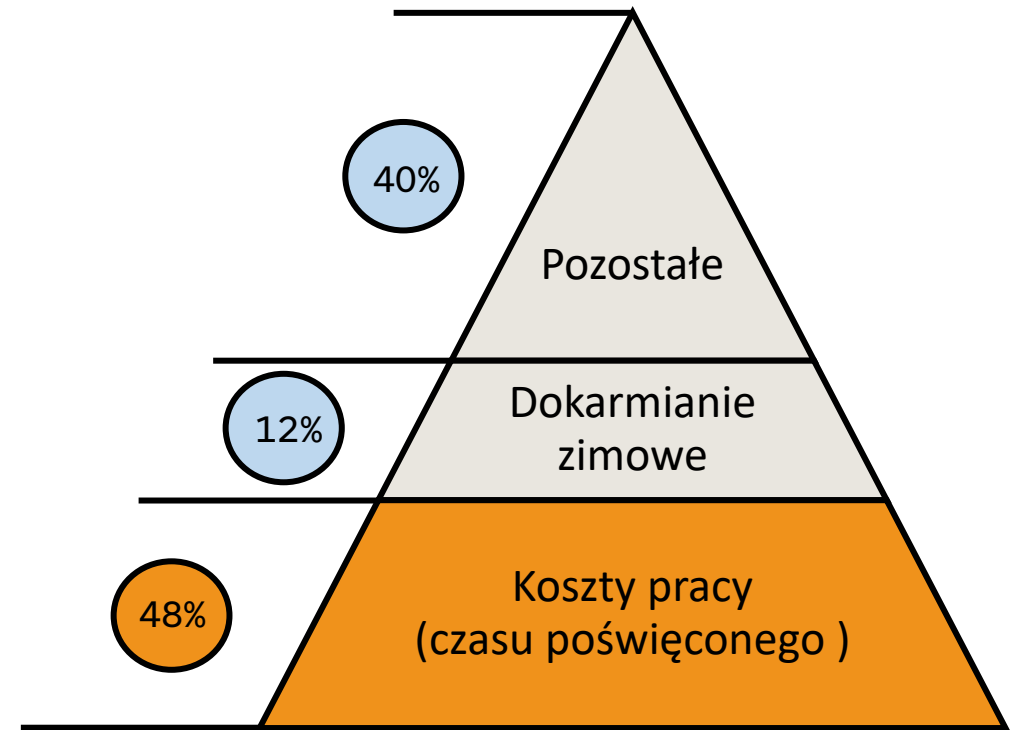 40%
Pozostałe
12%
Dokarmianie
zimowe
48%
Koszty pracy
(czasu poświęconego )